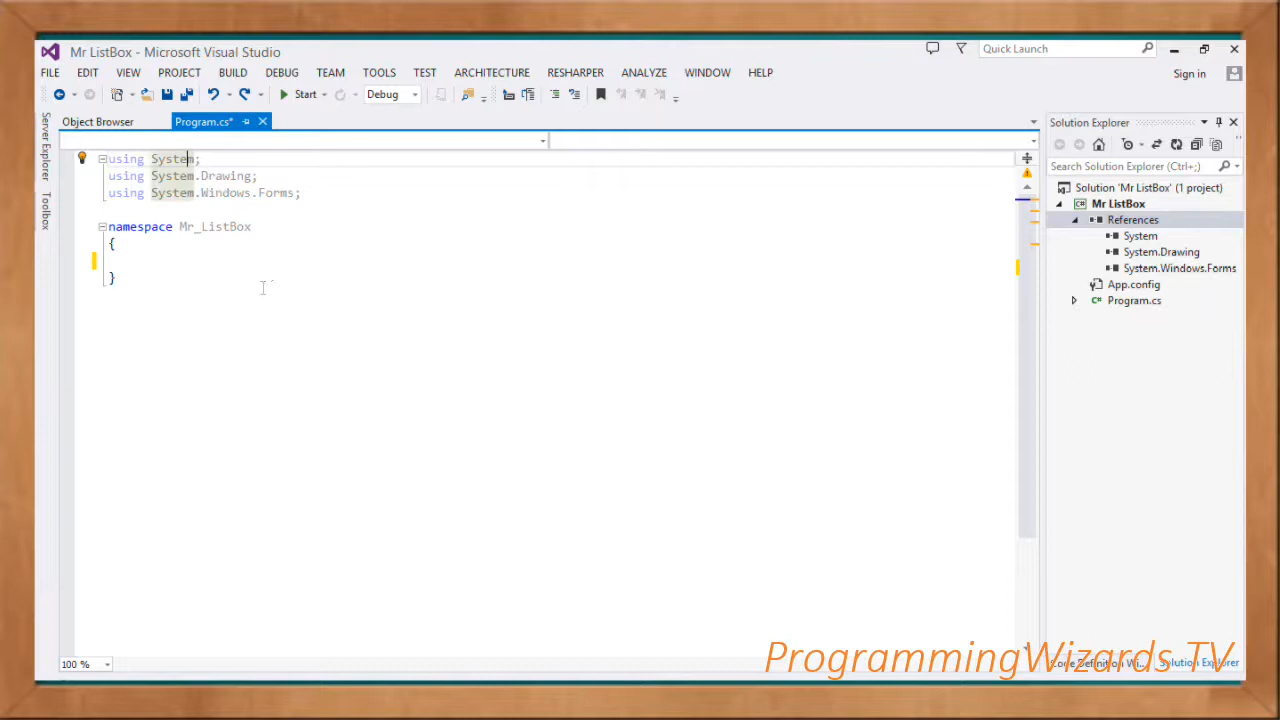 Mr ListBox - Microsoft Visual Studio
Quick Launch
FILE EDIT VIEW PROJECT BUILD DEBUG TEAM TOOLS TEST ARCHITECTURE RESHARPER ANALYZE WINDOW HELP
Sign in
Start Debug
Server Explorer
Toolbox
Object Browser Program.cs*
using System;
using System.Drawing;
using System.Windows.Forms;
namespace Mr_ListBox
{
}
100 %
Solution Explorer
Search Solution Explorer (Ctrl+;)
Solution 'Mr ListBox' (1 project)
Mr ListBox
References
System
System.Drawing
System.Windows.Forms
App.config
Program.cs
Code Definition Wi... Solution Explorer
ProgrammingWizards TV